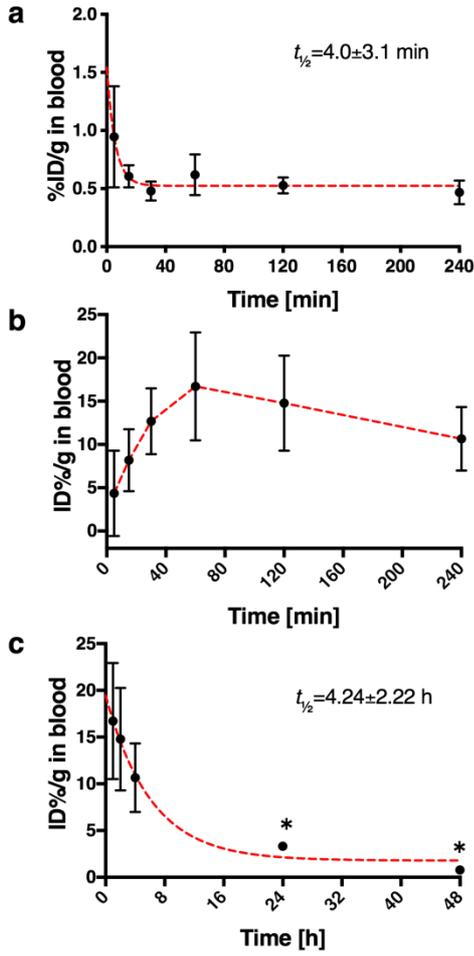 a
2.0
1.5
1.0
0.5
0.0
%ID/g in blood
t½=4.0±3.1 min
0 40 80 120 160 200 240
Time [min]
b
25
20
15
10
5
0
ID%/g in blood
0 40 80 120 160 200 240
Time [min]
c
25
20
15
10
5
0
ID%/g in blood
t½=4.24±2.22 h
*
*
0 8 16 24 32 40 48
Time [h]